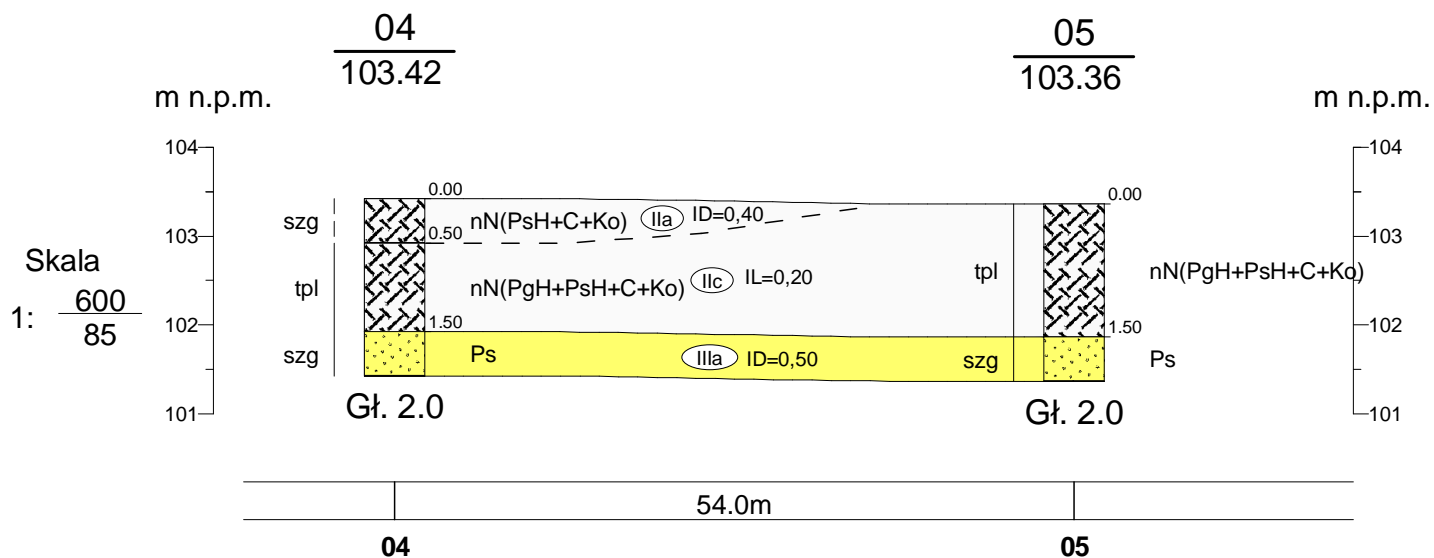 04
103.42
05
103.36
m n.p.m.
m n.p.m.
104
104
0.00
0.00
szg
nN(PsH+C+Ko) IIa ID=0,40
103
0.50
103
Skala
1: 600
85
tpl
nN(PgH+PsH+C+Ko) IIc IL=0,20
tpl
nN(PgH+PsH+C+Ko)
102
1.50
1.50
102
szg
Ps
IIIa ID=0,50
szg
Ps
101
101
Gł. 2.0
Gł. 2.0
54.0m
04
05